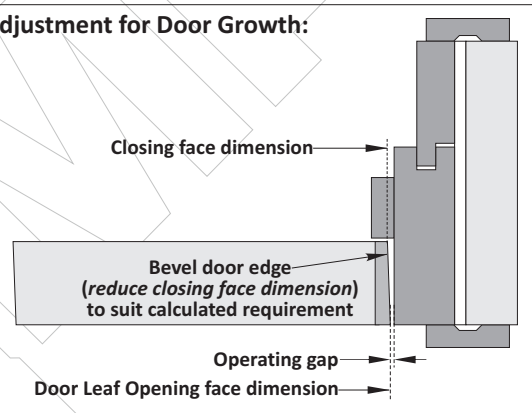 djustment for Door Growth:
Closing face dimension
Bevel door edge
(reduce closing face dimension)
to suit calculated requirement
Operating gap
Door Leaf Opening face dimension